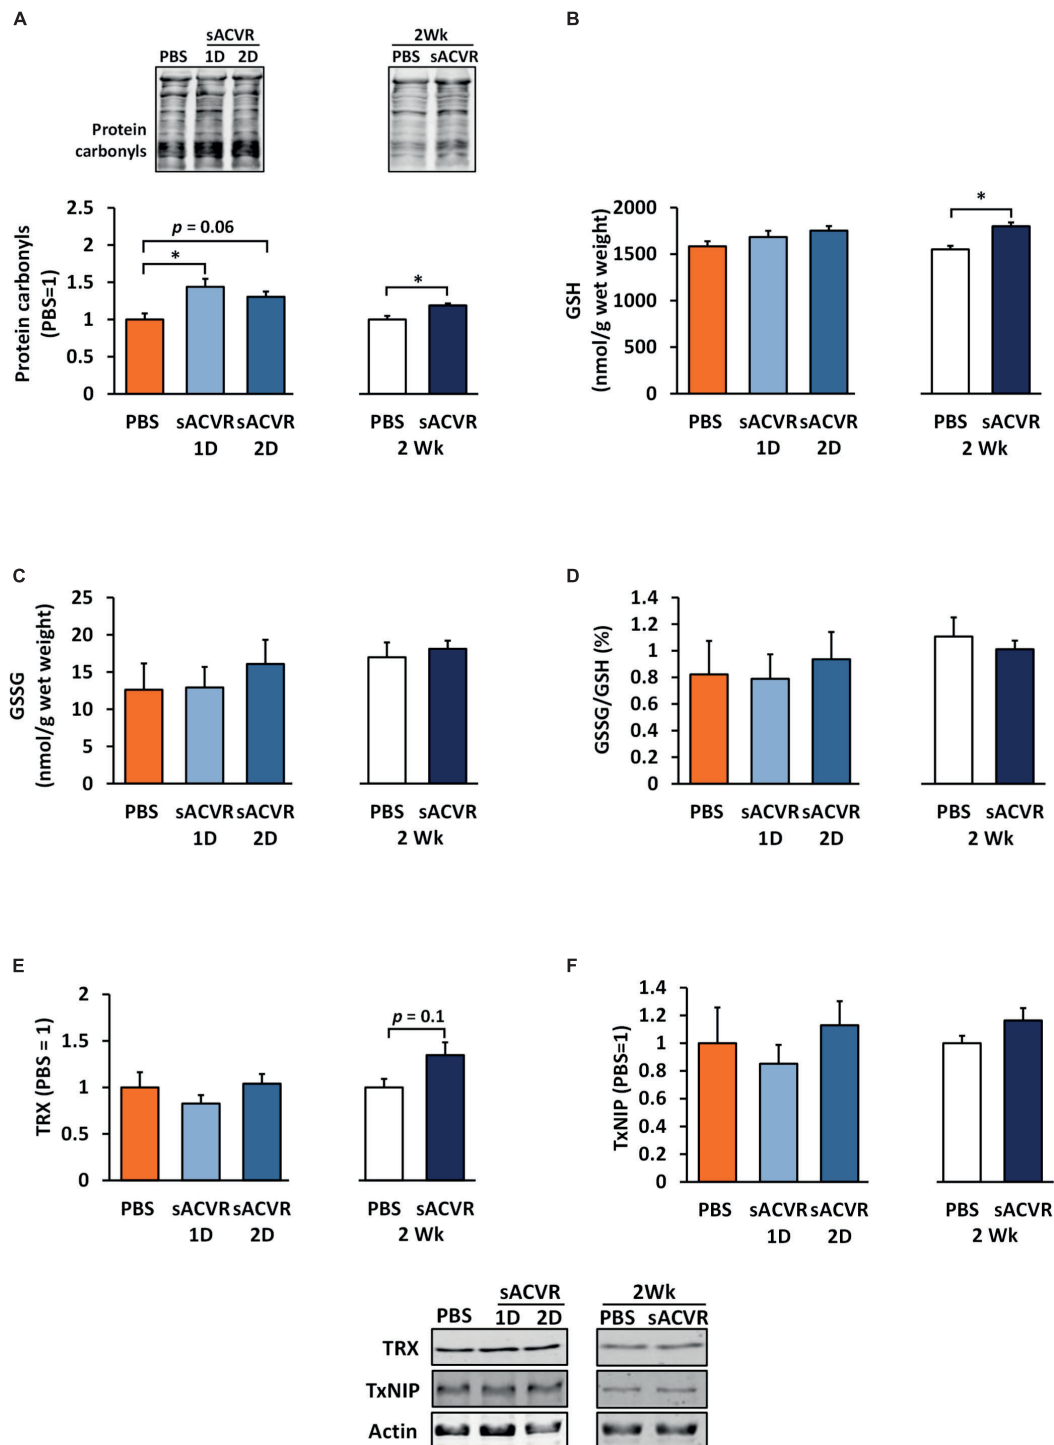 A
sACVR
PBS 1D 2D
2Wk
PBS sACVR
Protein
carbonyls
Protein carbonyls
(PBS=1)
2.5
2
1.5
1
0.5
0
p = 0.06
*
*
PBS sACVR sACVR
1D 2D
PBS sACVR
2 Wk
B
GSH
(nmol/g wet weight)
2000
1500
1000
500
0
*
PBS sACVR sACVR
1D 2D
PBS sACVR
2 Wk
C
GSSG
(nmol/g wet weight)
25
20
15
10
5
0
PBS sACVR sACVR
1D 2D
PBS sACVR
2 Wk
D
GSSG/GSH (%)
1.4
1.2
1
0.8
0.6
0.4
0.2
0
PBS sACVR sACVR
1D 2D
PBS sACVR
2 Wk
E
TRX (PBS = 1)
2
1.5
1
0.5
0
p = 0.1
PBS sACVR sACVR
1D 2D
PBS sACVR
2 Wk
F
TxNIP (PBS=1)
1.4
1.2
1
0.8
0.6
0.4
0.2
0
PBS sACVR sACVR
1D 2D
PBS sACVR
2 Wk
sACVR
PBS 1D 2D
2Wk
PBS sACVR
TRX
TxNIP
Actin